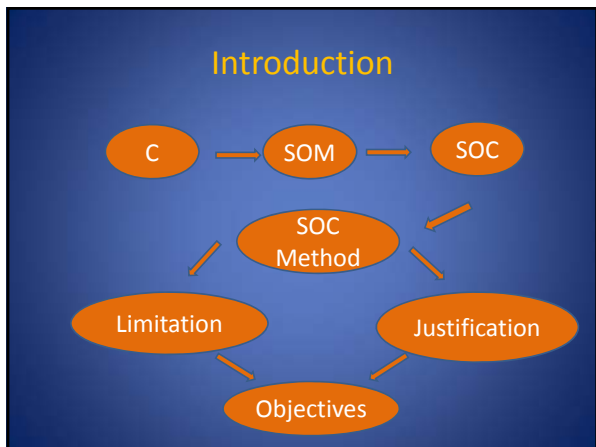 Introduction
C
SOM
SOC
SOC
Method
Limitation
Justification
Objectives